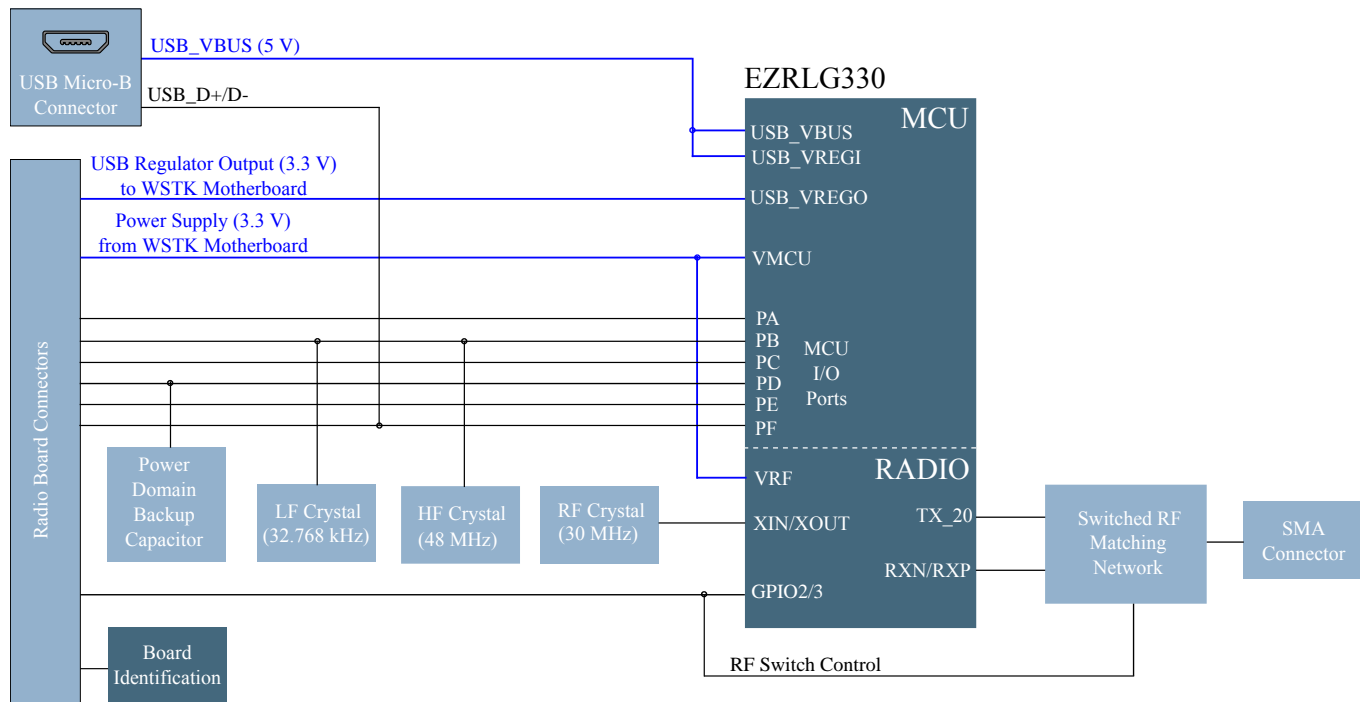 USB Micro-B
Connector
USB_VBUS (5 V)
USB_D+/D-
EZRLG330
MCU
USB_VBUS
USB_VREGI
USB_VREGO
VMCU
USB Regulator Output (3.3 V)
to WSTK Motherboard
Power Supply (3.3 V)
from WSTK Motherboard
Radio Board Connectors
PA
PB
PC
PD
PE
PF
MCU
I/O
Ports
Power
Domain
Backup
Capacitor
LF Crystal
(32.768 kHz)
HF Crystal
(48 MHz)
RF Crystal
(30 MHz)
RADIO
VRF
XIN/XOUT
TX_20
RXN/RXP
GPIO2/3
Switched RF
Matching
Network
SMA
Connector
Board
Identification
RF Switch Control